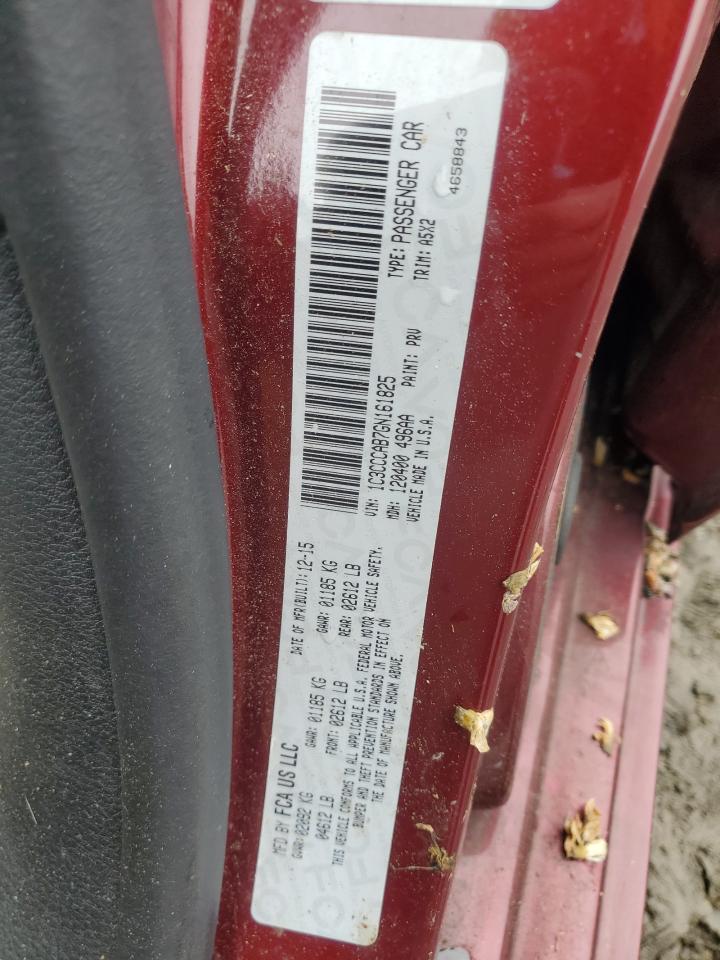 MFD BY FCA US LLC
DATE OF MFR(BUILT): 12-15
GVWR: 02092 KG
04612 LB
GAWR: 01185 KG
FRONT: 02612 LB
GAWR: 01185 KG
REAR: 02612 LB
THIS VEHICLE CONFORMS TO ALL APPLICABLE U.S.A. FEDERAL MOTOR VEHICLE SAFETY,
BUMPER AND THEFT PREVENTION STANDARDS IN EFFECT ON
THE DATE OF MANUFACTURE SHOWN ABOVE.
VIN: 1C3CCCAB7GN161825
TYPE: PASSENGER CAR
MDH: 120400 496AA
PAINT: PRV
TRIM: A5X2
VEHICLE MADE IN U.S.A.
4658843